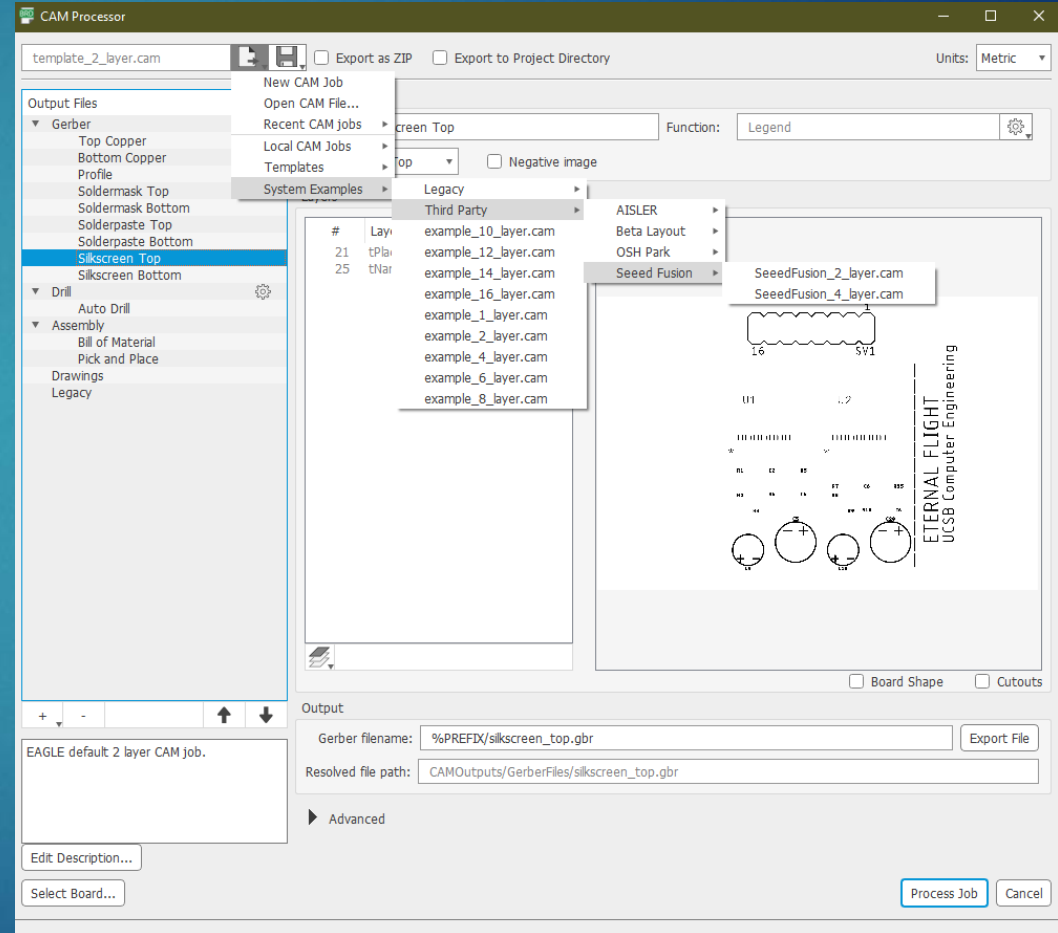 CAM Processor
template_2_layer.cam
Export as ZIP
Export to Project Directory
Units:
Metric
New CAM Job
Open CAM File...
Recent CAM jobs
Local CAM Jobs
Templates
System Examples
Output Files
Gerber
Top Copper
Bottom Copper
Profile
Soldermask Top
Soldermask Bottom
Solderpaste Top
Solderpaste Bottom
Silkscreen Top
Silkscreen Bottom
Drill
Auto Drill
Assembly
Bill of Material
Pick and Place
Drawings
Legacy
creen Top
Function:
Legend
Top
Negative image
Layers
#
Lay
21 tPla
25 tNar
Legacy
Third Party
example_10_layer.cam
example_12_layer.cam
example_14_layer.cam
example_16_layer.cam
example_1_layer.cam
example_2_layer.cam
example_4_layer.cam
example_6_layer.cam
example_8_layer.cam
AISLER
Beta Layout
OSH Park
Seeed Fusion
SeeedFusion_2_layer.cam
SeeedFusion_4_layer.cam
1
16
SV1
U1
ETERNAL FLIGHT
UCSB Computer Engineering
Board Shape
Cutouts
+
-
EAGLE default 2 layer CAM job.
Edit Description...
Select Board...
Output
Gerber filename:
%PREFIX/silkscreen_top.gbr
Export File
Resolved file path:
CAMOutputs/GerberFiles/silkscreen_top.gbr
Advanced
Process Job
Cancel